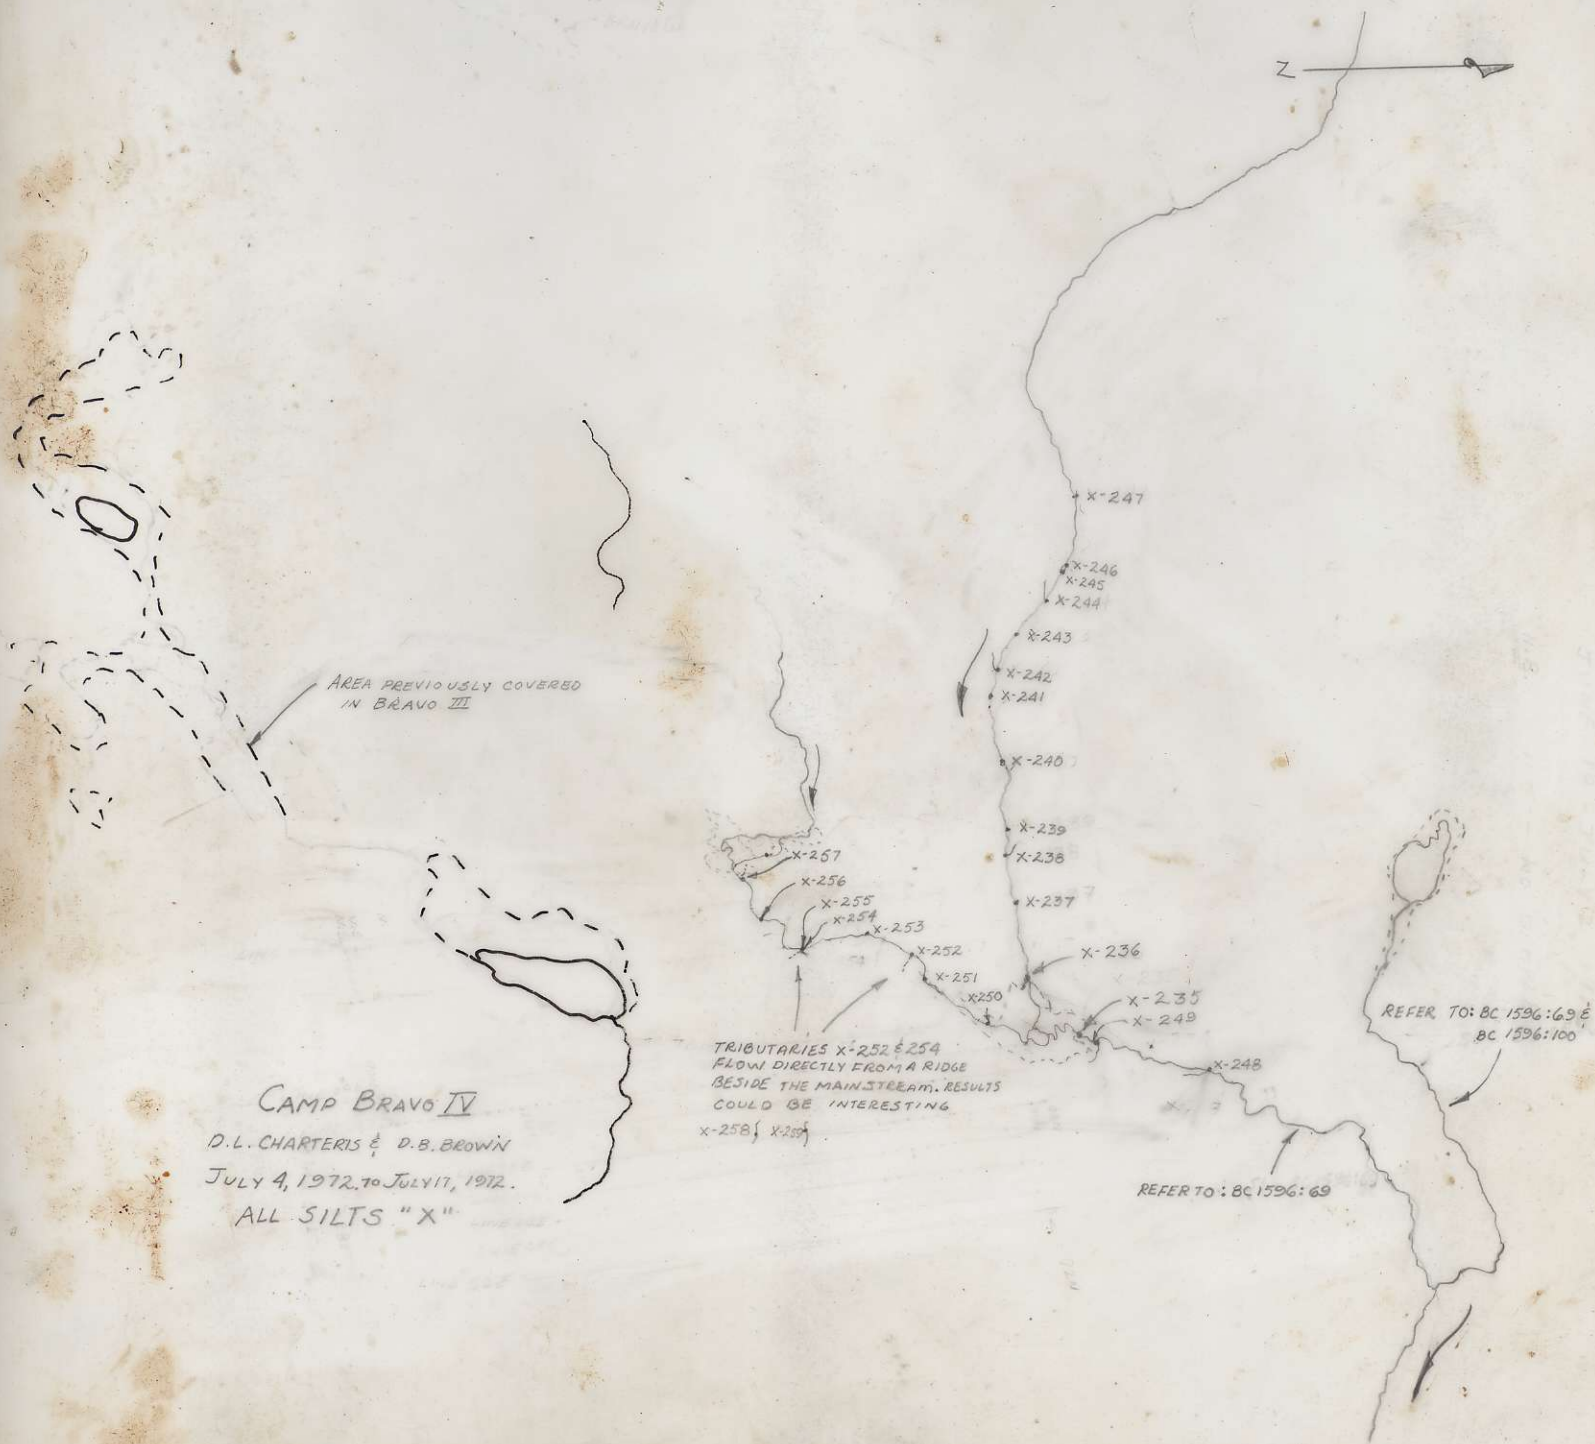 N
X-247
X-246
X-245
X-244
X-243
X-242
X-241
X-240
X-239
X-238
X-237
X-236
X-235
X-249
X-248
AREA PREVIOUSLY COVERED
IN BRAVO III
X-257
X-256
X-255
X-254
X-253
X-252
X-251
X250
REFER TO: BC 1596:69 &
BC 1596:100
TRIBUTARIES X-252 & 254
FLOW DIRECTLY FROM A RIDGE
BESIDE THE MAINSTREAM. RESULTS
COULD BE INTERESTING
X-258} X-259}
REFER TO: BC 1596:69
CAMP BRAVO IV
D.L. CHARTERIS & D.B. BROWN
JULY 4, 1972. TO JULY 17, 1972.
ALL SILTS "X"